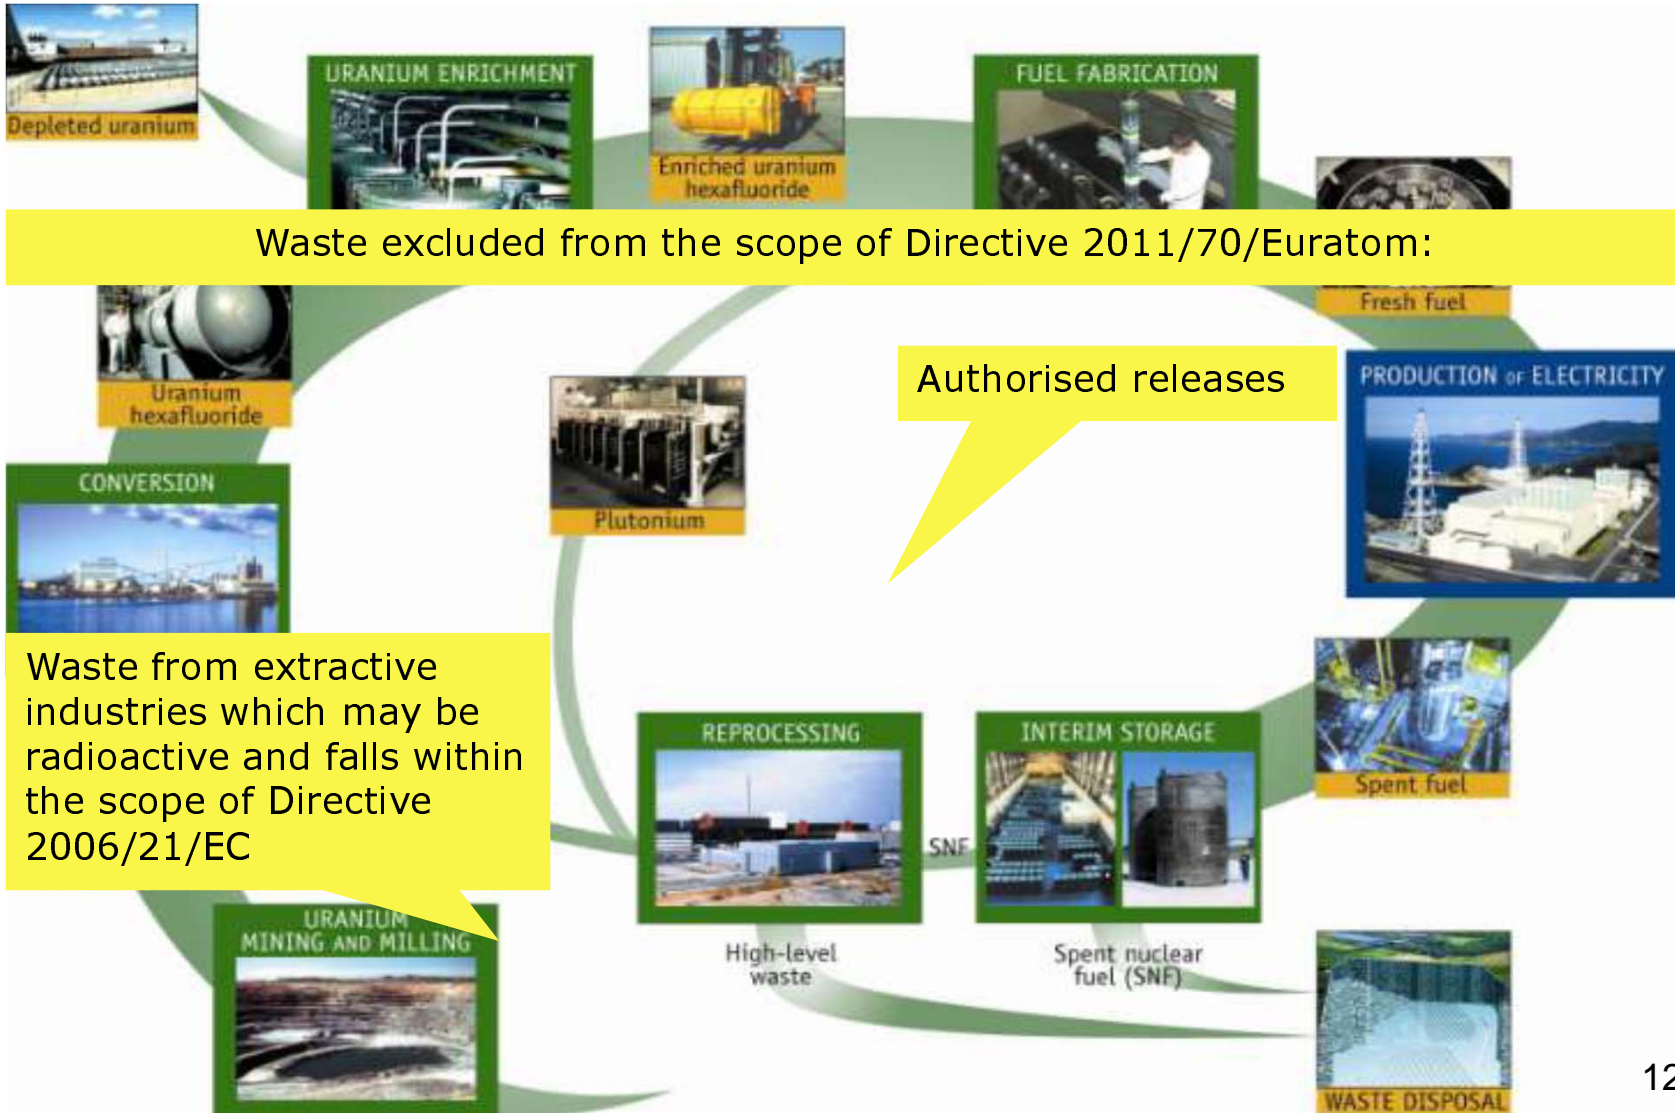 Depleted uranium
URANIUM ENRICHMENT
Enriched uranium
hexafluoride
FUEL FABRICATION
Waste excluded from the scope of Directive 2011/70/Euratom:
Fresh fuel
Uranium
hexafluoride
Authorised releases
PRODUCTION OF ELECTRICITY
CONVERSION
Plutonium
Waste from extractive
industries which may be
radioactive and falls within
the scope of Directive
2006/21/EC
REPROCESSING
INTERIM STORAGE
Spent fuel
SNF
URANIUM
MINING AND MILLING
High-level
waste
Spent nuclear
fuel (SNF)
WASTE DISPOSAL
12